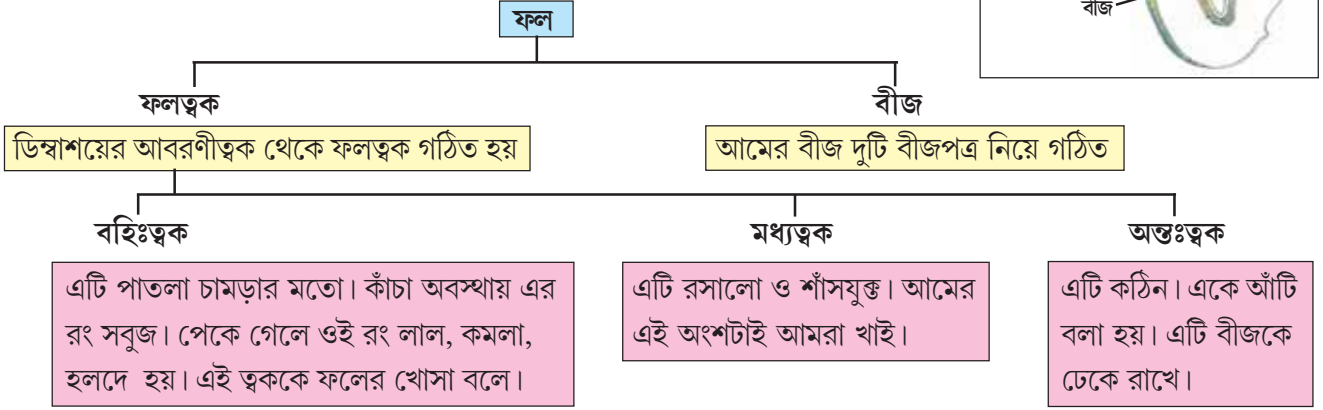 বীজ
ফল
ফলত্বক
বীজ
ডিম্বাশয়ের আবরণীত্বক থেকে ফলত্বক গঠিত হয়
আমের বীজ দুটি বীজপত্র নিয়ে গঠিত
বহিঃত্বক
মধ্যত্বক
অন্তঃত্বক
এটি পাতলা চামড়ার মতো। কাঁচা অবস্থায় এর
রং সবুজ। পেকে গেলে ওই রং লাল, কমলা,
হলদে হয়। এই ত্বককে ফলের খোসা বলে।
এটি রসালো ও শাঁসযুক্ত। আমের
এই অংশটাই আমরা খাই।
এটি কঠিন। একে আঁটি
বলা হয়। এটি বীজকে
ঢেকে রাখে।